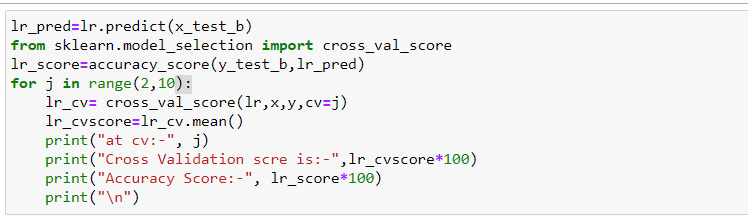 lr_pred=lr.predict(x_test_b)
from sklearn.model_selection import cross_val_score
lr_score=accuracy_score(y_test_b,lr_pred)
for j in range(2,10):
    lr_cv= cross_val_score(lr,x,y,cv=j)
    lr_cvscore=lr_cv.mean()
    print("at cv:-", j)
    print("Cross Validation scre is:-",lr_cvscore*100)
    print("Accuracy Score:-", lr_score*100)
    print("\n")